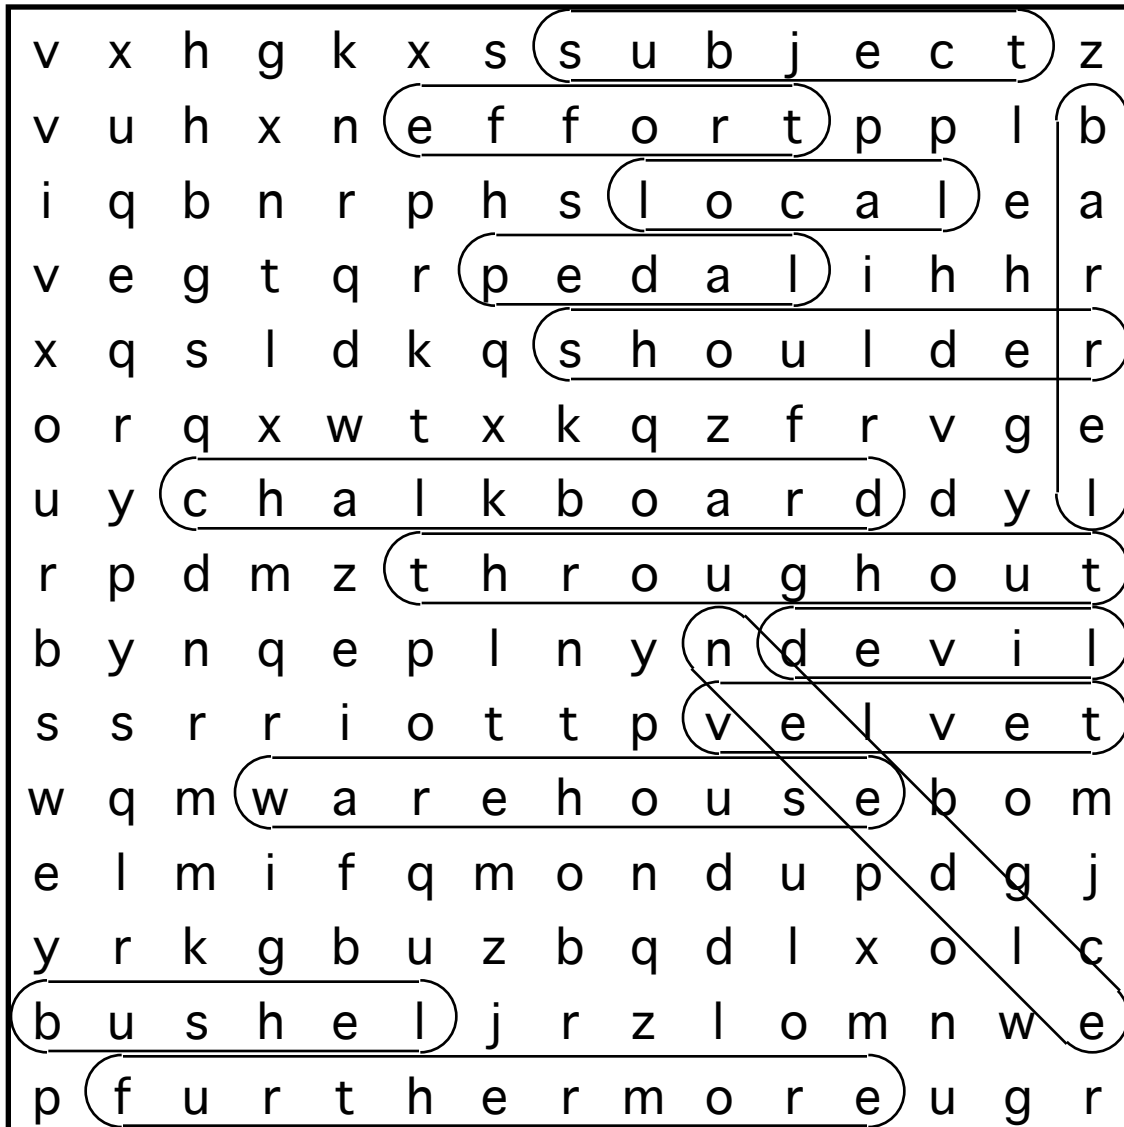 v x h g k x s s u b j e c t z
v u h x n e f f o r t p p l b
i q b n r p h s l o c a l e a
v e g t q r p e d a l i h h r
x q s l d k q s h o u l d e r
o r q x w t x k q z f r v g e
u y c h a l k b o a r d d y l
r p d m z t h r o u g h o u t
b y n q e p l n y n d e v i l
s s r r i o t t p v e l v e t
w q m w a r e h o u s e b o m
e l m i f q m o n d u p d g j
y r k g b u z b q d l x o l c
b u s h e l j r z l o m n w e
p f u r t h e r m o r e u g r